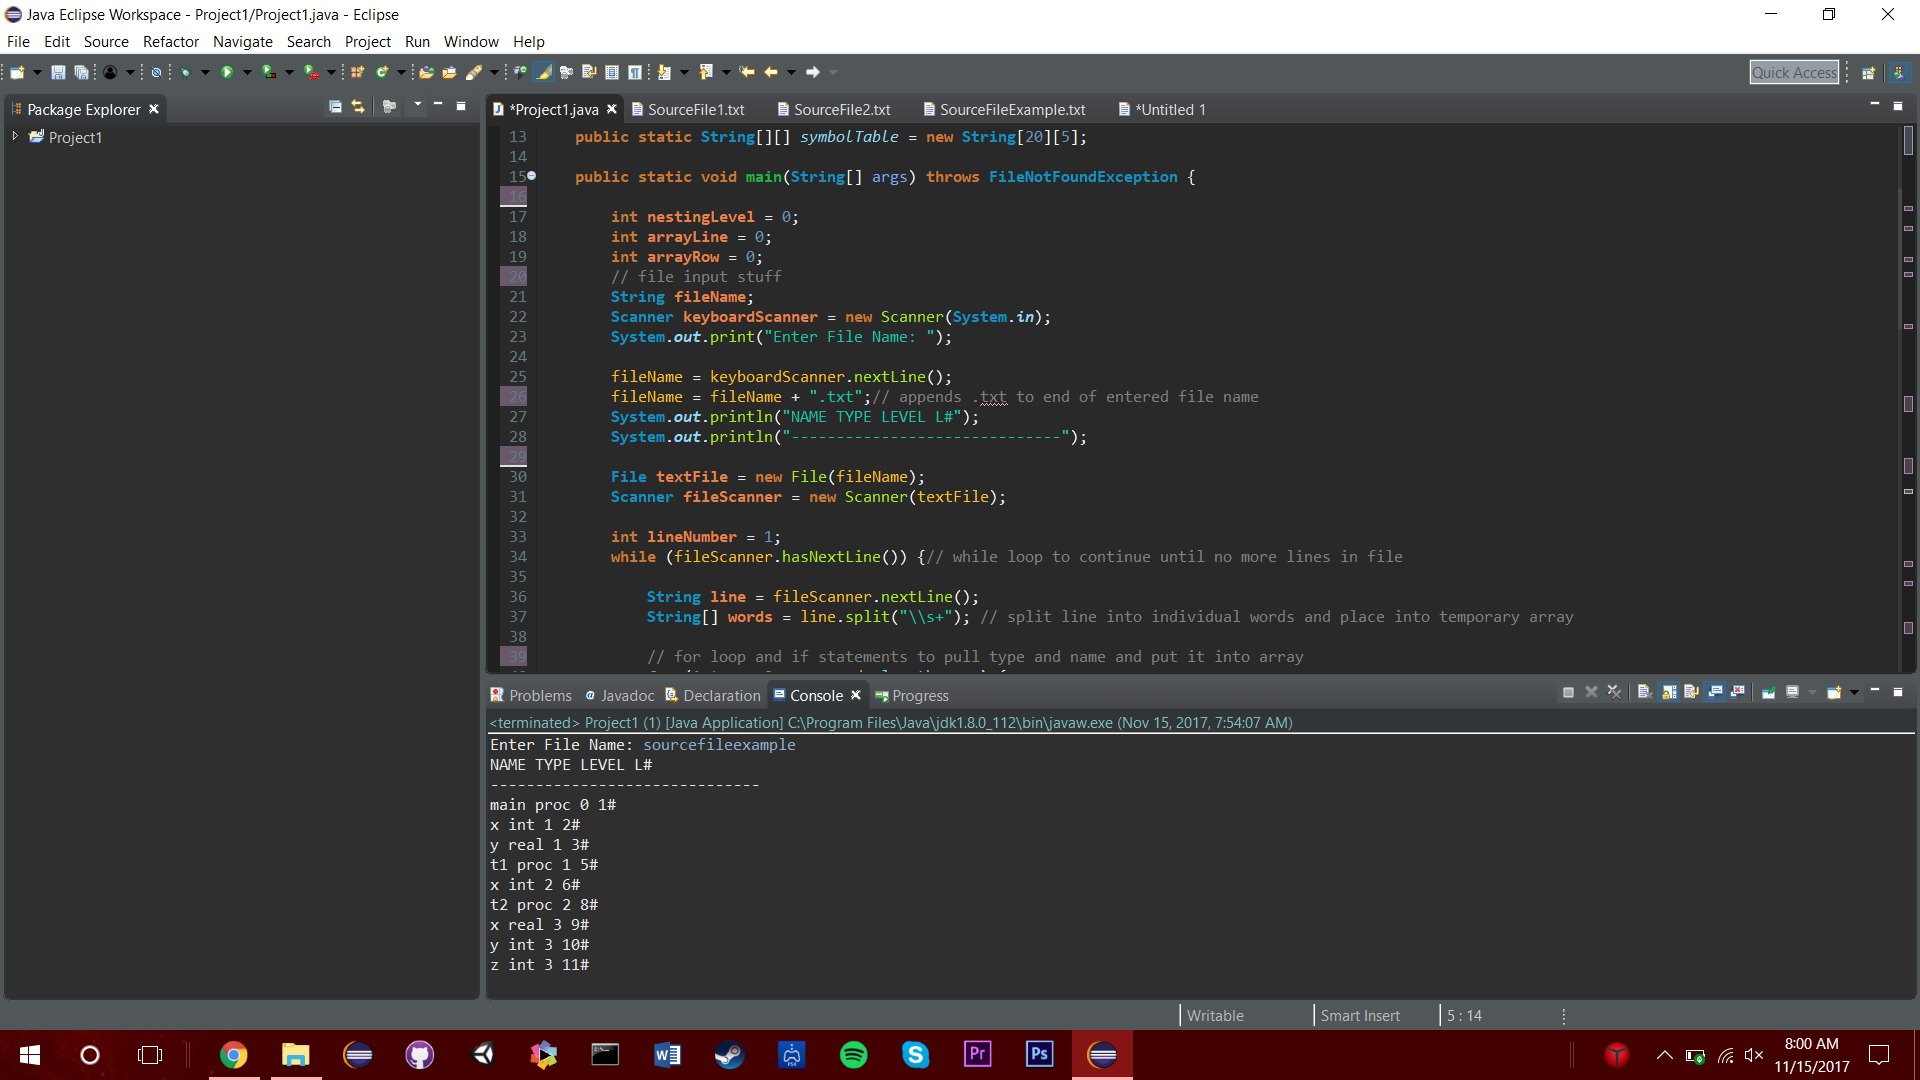 Java Eclipse Workspace - Project1/Project1.java - Eclipse
File Edit Source Refactor Navigate Search Project Run Window Help
Quick Access
Package Explorer
Project1
*Project1.java SourceFile1.txt SourceFile2.txt SourceFileExample.txt *Untitled 1
13 public static String[][] symbolTable = new String[20][5];
14
15 public static void main(String[] args) throws FileNotFoundException {
16
17 int nestingLevel = 0;
18 int arrayLine = 0;
19 int arrayRow = 0;
20 // file input stuff
21 String fileName;
22 Scanner keyboardScanner = new Scanner(System.in);
23 System.out.print("Enter File Name: ");
24
25 fileName = keyboardScanner.nextLine();
26 fileName = fileName + ".txt";// appends .txt to end of entered file name
27 System.out.println("NAME TYPE LEVEL L#");
28 System.out.println("------------------------------");
29
30 File textFile = new File(fileName);
31 Scanner fileScanner = new Scanner(textFile);
32
33 int lineNumber = 1;
34 while (fileScanner.hasNextLine()) {// while loop to continue until no more lines in file
35
36 String line = fileScanner.nextLine();
37 String[] words = line.split("\\s+"); // split line into individual words and place into temporary array
38
39 // for loop and if statements to pull type and name and put it into array
Problems Javadoc Declaration Console Progress
<terminated> Project1 (1) [Java Application] C:\Program Files\Java\jdk1.8.0_112\bin\javaw.exe (Nov 15, 2017, 7:54:07 AM)
Enter File Name: sourcefileexample
NAME TYPE LEVEL L#
------------------------------
main proc 0 1#
x int 1 2#
y real 1 3#
t1 proc 1 5#
x int 2 6#
t2 proc 2 8#
x real 3 9#
y int 3 10#
z int 3 11#
Writable Smart Insert 5 : 14
Pr Ps
8:00 AM
11/15/2017